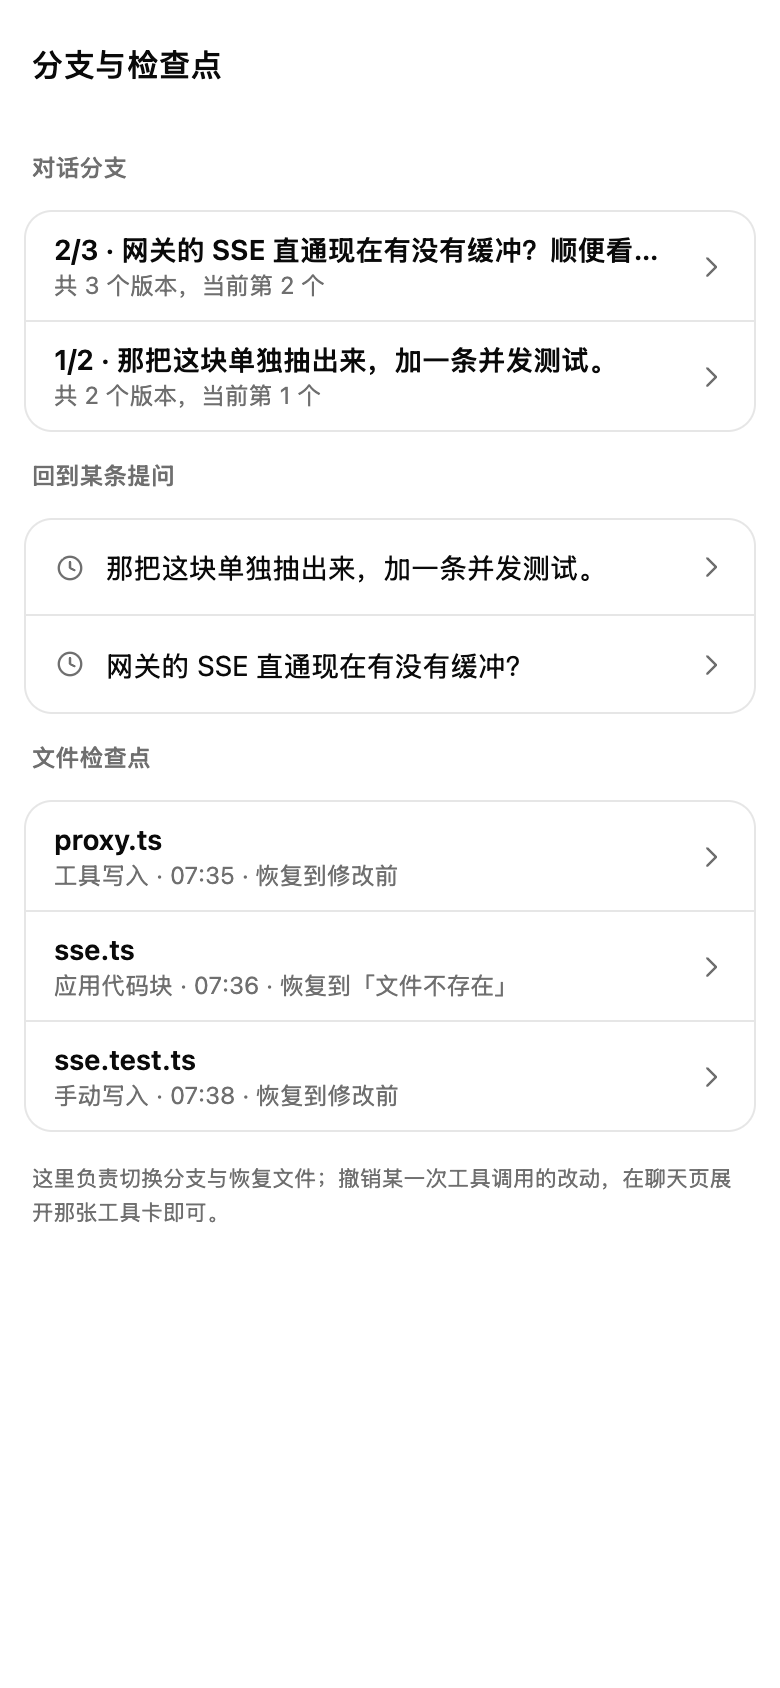 分支与检查点
对话分支
2/3 · 网关的 SSE 直通现在有没有缓冲？顺便看...
共 3 个版本，当前第 2 个
1/2 · 那把这块单独抽出来，加一条并发测试。
共 2 个版本，当前第 1 个
回到某条提问
那把这块单独抽出来，加一条并发测试。
网关的 SSE 直通现在有没有缓冲？
文件检查点
proxy.ts
工具写入 · 07:35 · 恢复到修改前
sse.ts
应用代码块 · 07:36 · 恢复到「文件不存在」
sse.test.ts
手动写入 · 07:38 · 恢复到修改前
这里负责切换分支与恢复文件；撤销某一次工具调用的改动，在聊天页展
开那张工具卡即可。